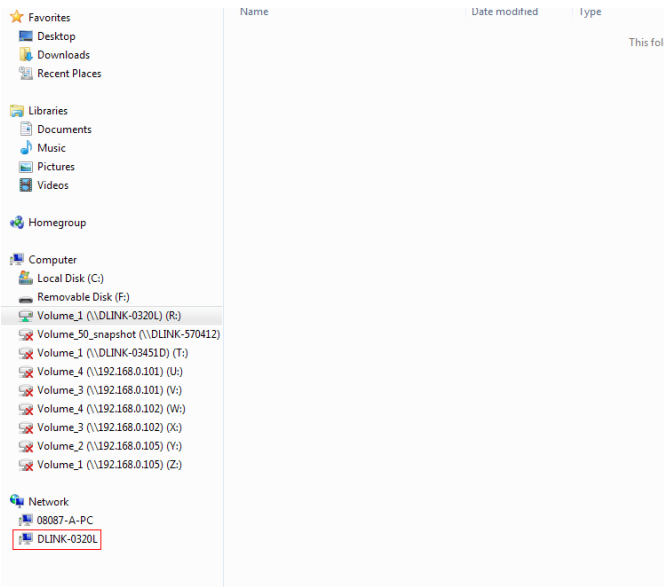 Name Date modified Type
This fol
Favorites
Desktop
Downloads
Recent Places
Libraries
Documents
Music
Pictures
Videos
Homegroup
Computer
Local Disk (C:)
Removable Disk (F:)
Volume_1 (\\DLINK-0320L) (R:)
Volume_50_snapshot (\\DLINK-570412)
Volume_1 (\\DLINK-03451D) (T:)
Volume_4 (\\192.168.0.101) (U:)
Volume_3 (\\192.168.0.101) (V:)
Volume_4 (\\192.168.0.102) (W:)
Volume_3 (\\192.168.0.102) (X:)
Volume_2 (\\192.168.0.105) (Y:)
Volume_1 (\\192.168.0.105) (Z:)
Network
08087-A-PC
DLINK-0320L